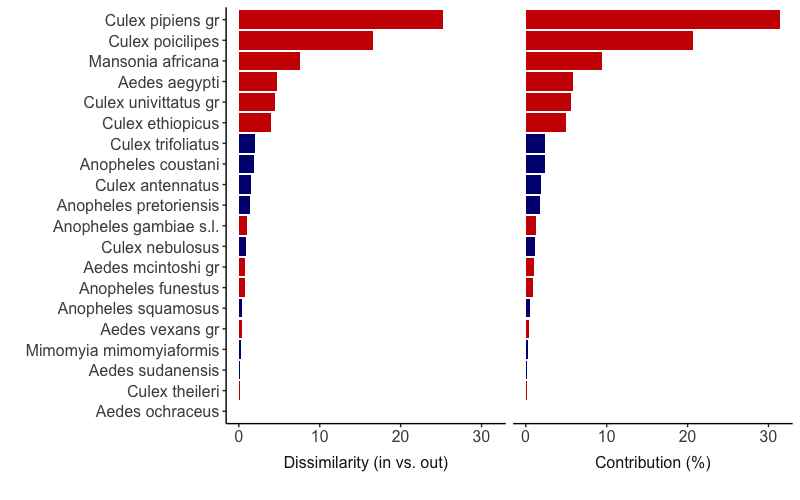 Culex pipiens gr
Culex poicilipes
Mansonia africana
Aedes aegypti
Culex univittatus gr
Culex ethiopicus
Culex trifoliatus
Anopheles coustani
Culex antennatus
Anopheles pretoriensis
Anopheles gambiae s.l.
Culex nebulosus
Aedes mcintoshi gr
Anopheles funestus
Anopheles squamosus
Aedes vexans gr
Mimomyia mimomyiaformis
Aedes sudanensis
Culex theileri
Aedes ochraceus
0 10 20 30 0 10 20 30
Dissimilarity (in vs. out) Contribution (%)